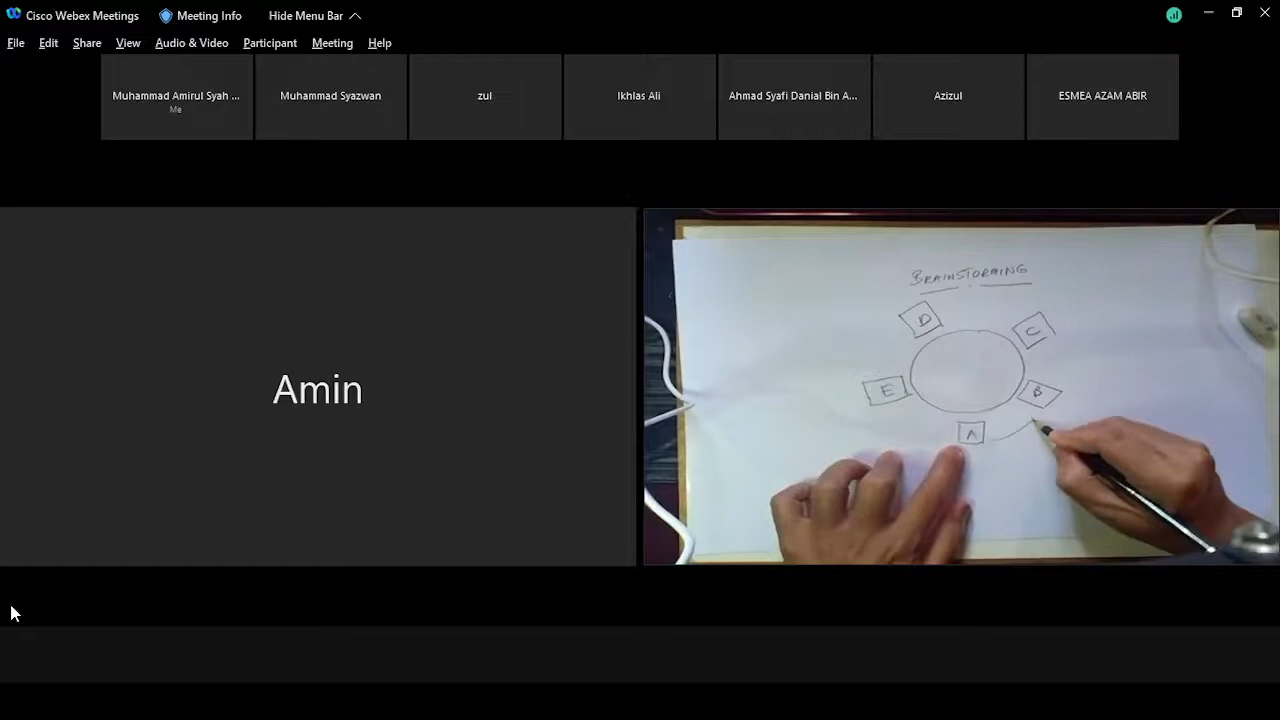 Cisco Webex Meetings
Meeting Info
Hide Menu Bar
File Edit Share View Audio & Video Participant Meeting Help
Muhammad Amirul Syah ...
Me
Muhammad Syazwan
zul
Ikhlas Ali
Ahmad Syafi Danial Bin A...
Azizul
ESMEA AZAM ABIR
Amin
BRAINSTORMING
D
C
E
B
A